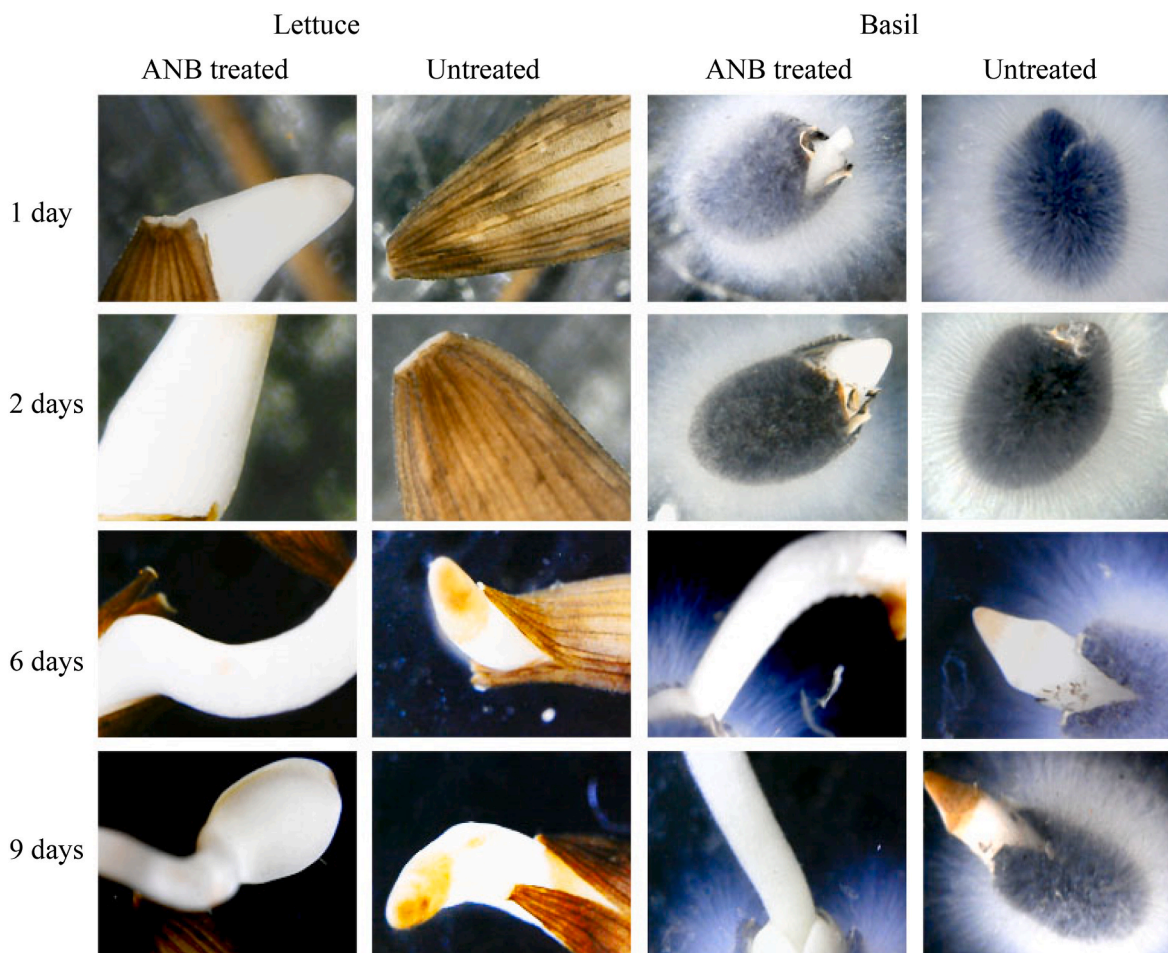 Lettuce Basil
ANB treated Untreated ANB treated Untreated
1 day
2 days
6 days
9 days